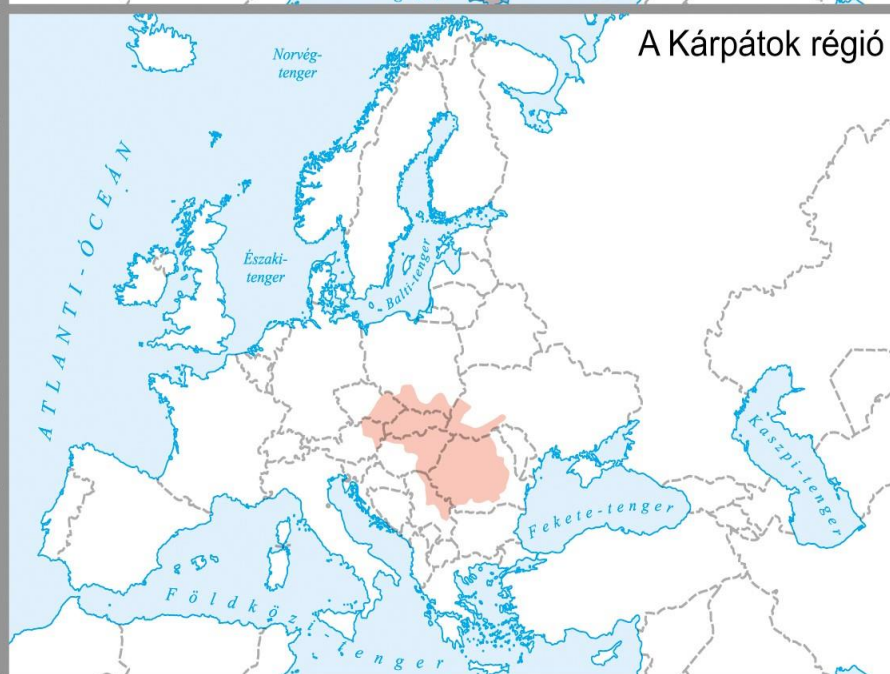 A Kárpátok régió
Norvég-
tenger
ATLANTI-ÓCEÁN
Északi-
tenger
Balti-tenger
Kaszpi-tenger
Fekete-tenger
Földközi-tenger